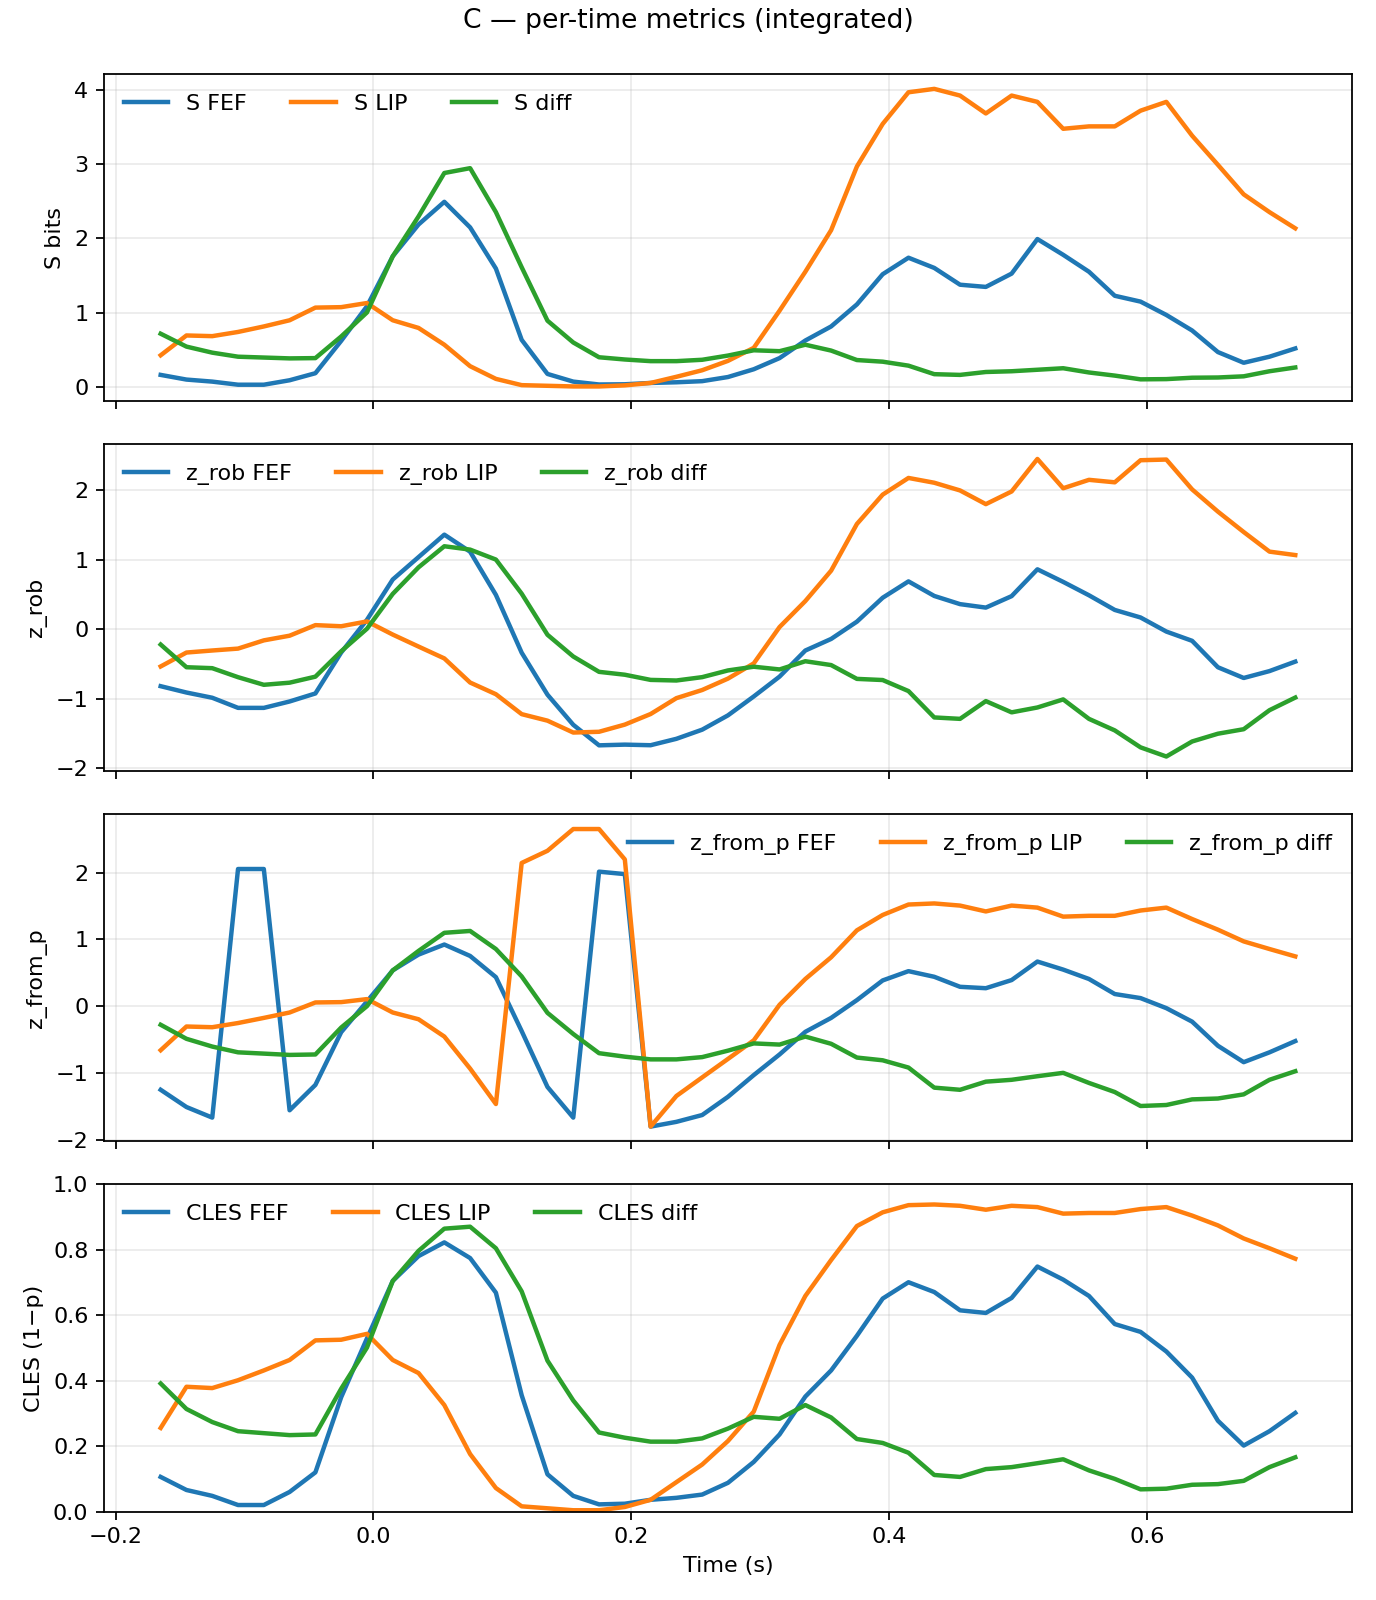 C — per-time metrics (integrated)
S FEF S LIP S diff
4
3
2
1
0
S bits
z_rob FEF z_rob LIP z_rob diff
2
1
0
−1
−2
z_rob
z_from_p FEF z_from_p LIP z_from_p diff
2
1
0
−1
−2
z_from_p
CLES FEF CLES LIP CLES diff
1.0
0.8
0.6
0.4
0.2
0.0
CLES (1−p)
−0.2 0.0 0.2 0.4 0.6
Time (s)